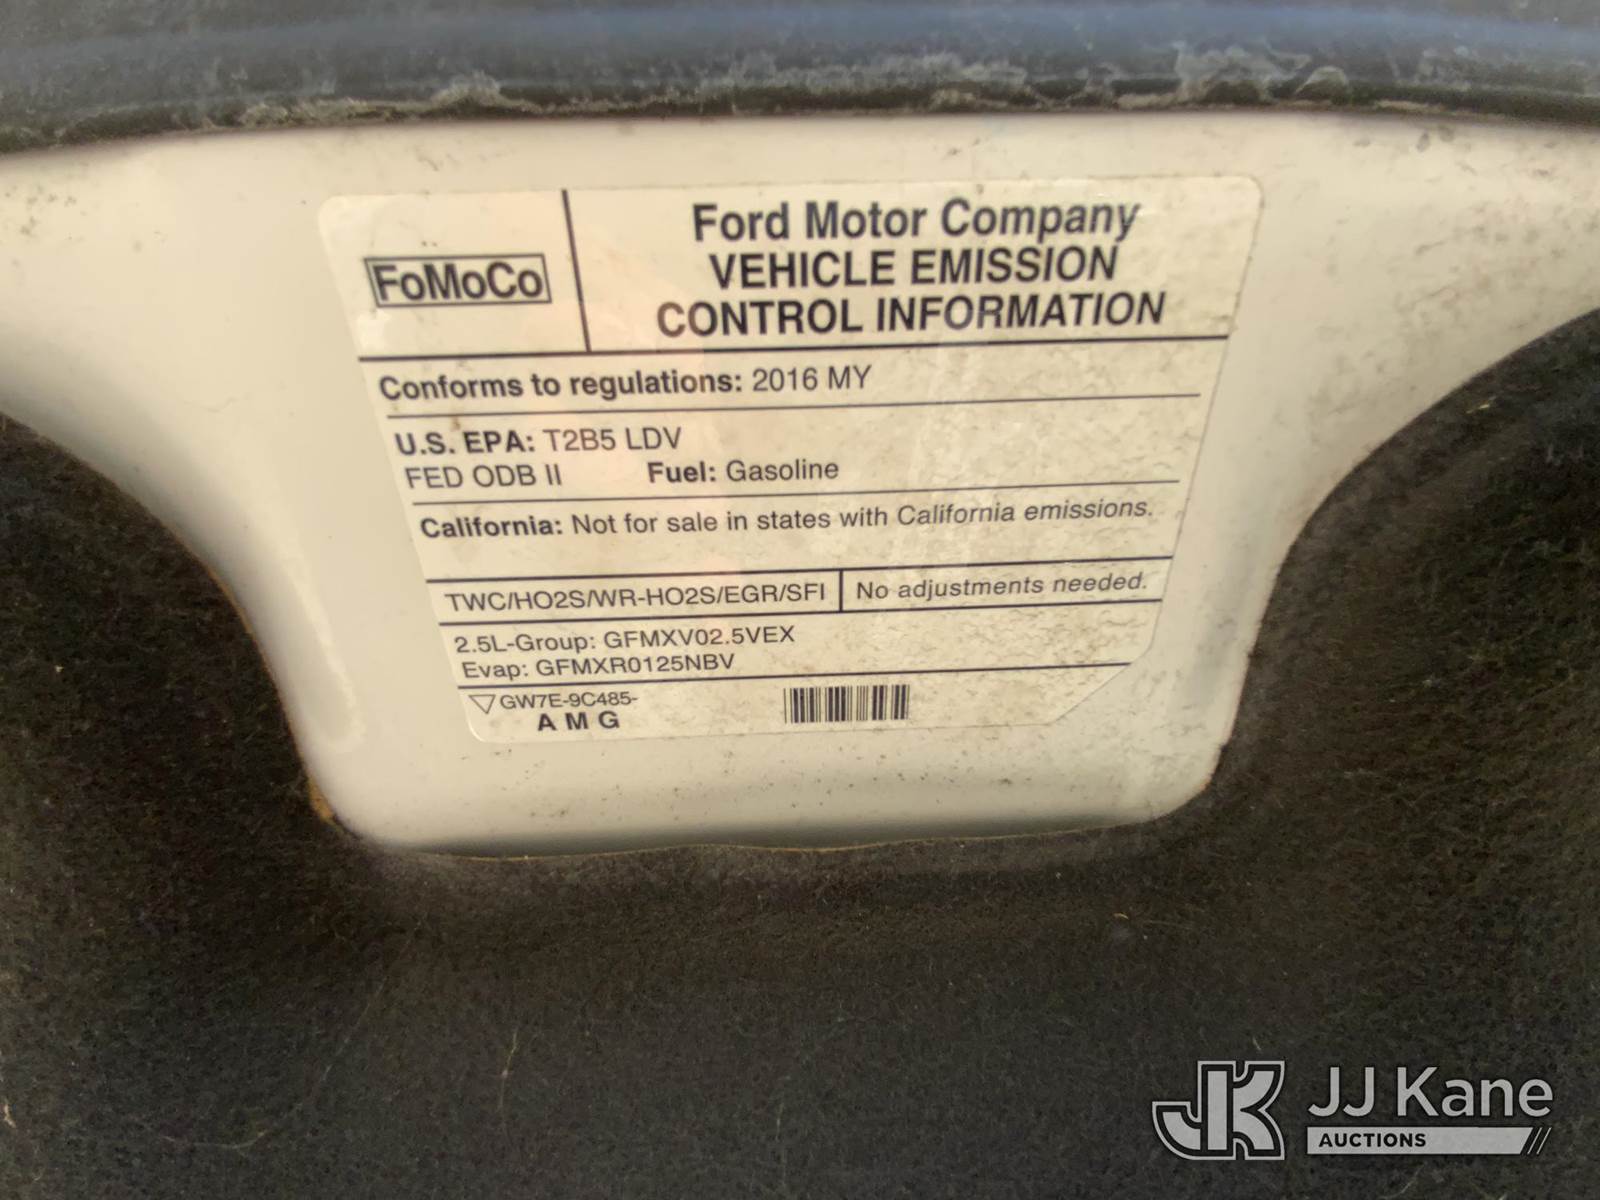 FoMoCo
Ford Motor Company
VEHICLE EMISSION
CONTROL INFORMATION
Conforms to regulations: 2016 MY
U.S. EPA: T2B5 LDV
FED ODB II Fuel: Gasoline
California: Not for sale in states with California emissions.
TWC/HO2S/WR-HO2S/EGR/SFI No adjustments needed.
2.5L-Group: GFMXV02.5VEX
Evap: GFMXR0125NBV
GW7E-9C485-
A M G
JK JJ Kane
AUCTIONS